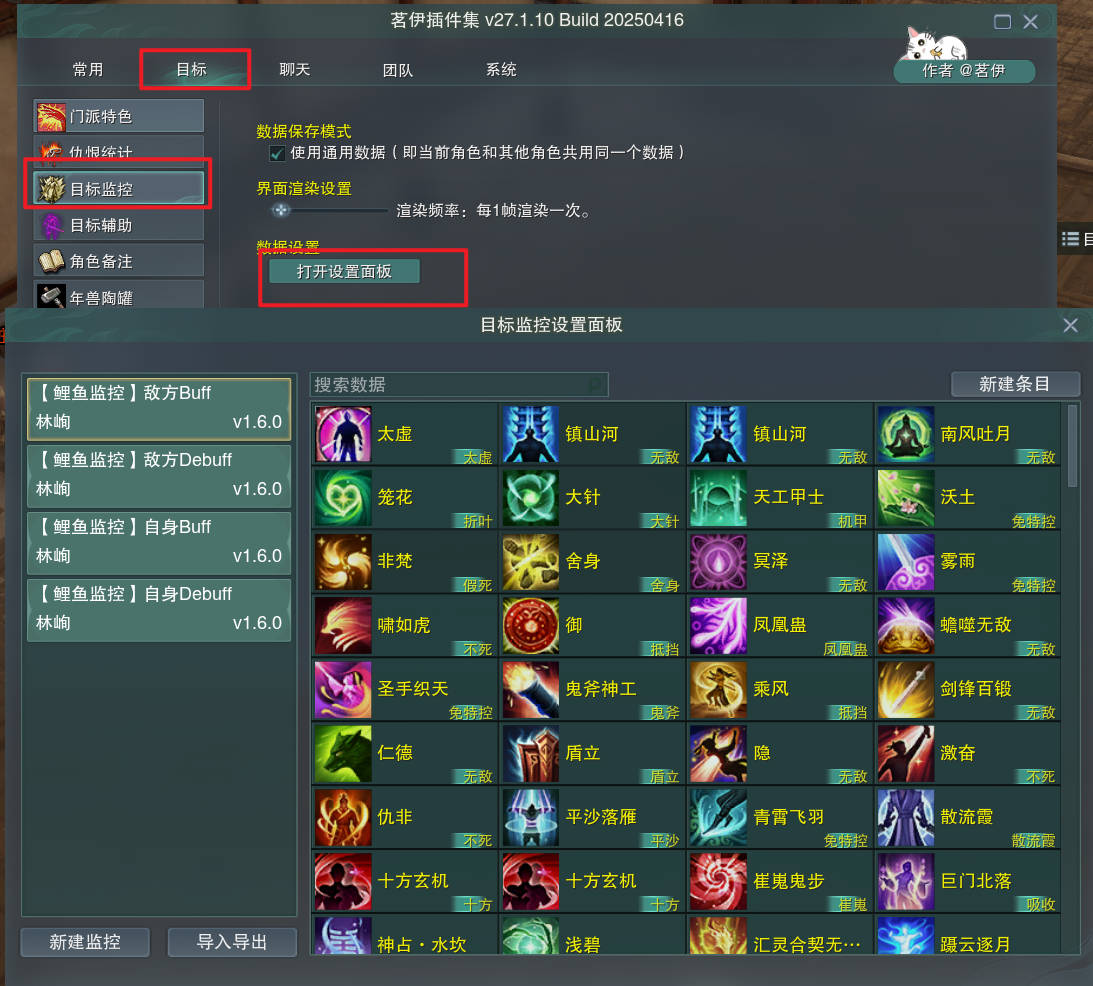 茗伊插件集 v27.1.10 Build 20250416
常用
目标
聊天
团队
系统
作者 @茗伊
门派特色
仇恨统计
目标监控
目标辅助
角色备注
年兽陶罐
数据保存模式
使用通用数据（即当前角色和其他角色共用同一个数据）
界面渲染设置
渲染频率：每1帧渲染一次。
数据设置
打开设置面板
目标监控设置面板
【鲤鱼监控】敌方Buff
林峋 v1.6.0
【鲤鱼监控】敌方Debuff
林峋 v1.6.0
【鲤鱼监控】自身Buff
林峋 v1.6.0
【鲤鱼监控】自身Debuff
林峋 v1.6.0
新建监控
导入导出
搜索数据
新建条目
太虚
太虚
镇山河
无敌
镇山河
无敌
南风吐月
无敌
笼花
折叶
大针
大针
天工甲士
机甲
沃土
免特控
非梵
假死
舍身
舍身
冥泽
无敌
雾雨
免特控
啸如虎
不死
御
抵挡
凤凰蛊
凤凰蛊
蟾噬无敌
无敌
圣手织天
免特控
鬼斧神工
鬼斧
乘风
抵挡
剑锋百锻
无敌
仁德
无敌
盾立
盾立
隐
无敌
激奋
不死
仇非
不死
平沙落雁
平沙
青霄飞羽
免特控
散流霞
散流霞
十方玄机
十方
十方玄机
十方
崔嵬鬼步
崔嵬
巨门北落
吸收
神占·水坎
浅碧
汇灵合契无···
蹑云逐月